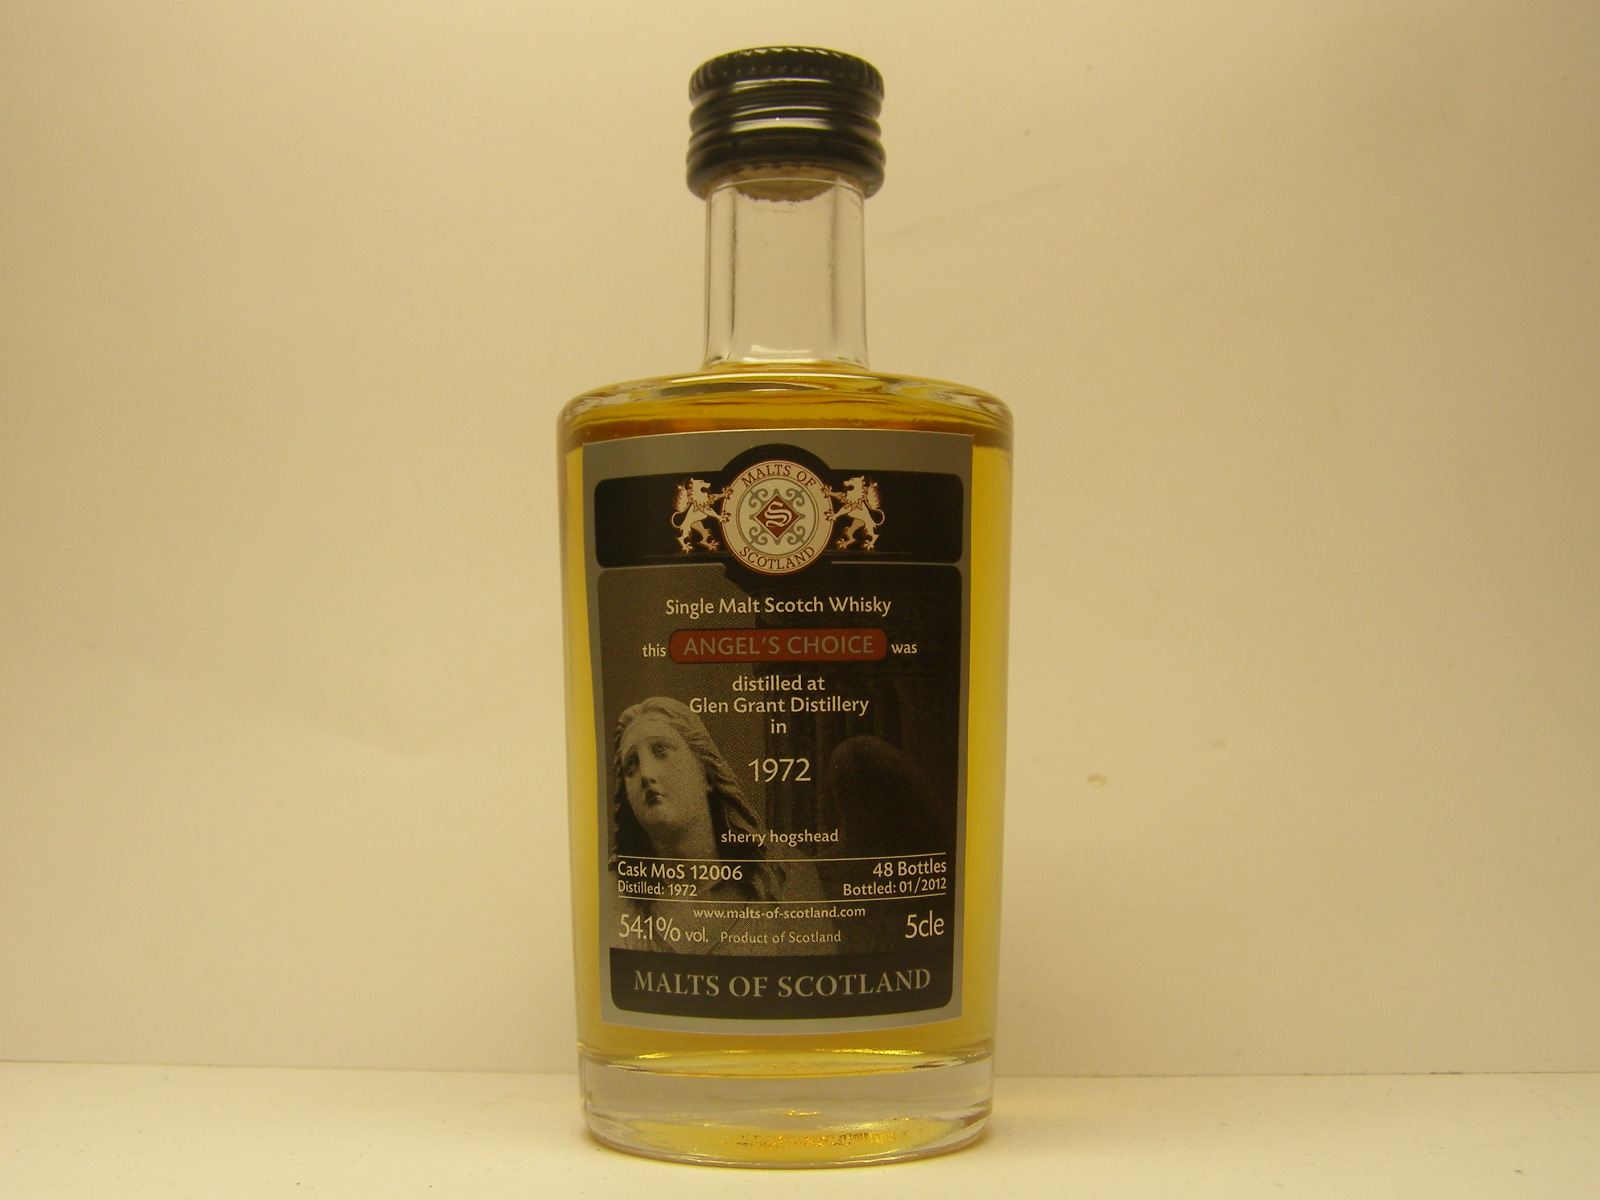 MALTS OF
S
SCOTLAND
Single Malt Scotch Whisky
this ANGEL'S CHOICE was
distilled at
Glen Grant Distillery
in
1972
sherry hogshead
Cask MoS 12006 48 Bottles
Distilled: 1972 Bottled: 01/2012
www.malts-of-scotland.com
54.1% vol. Product of Scotland 5cle
MALTS OF SCOTLAND